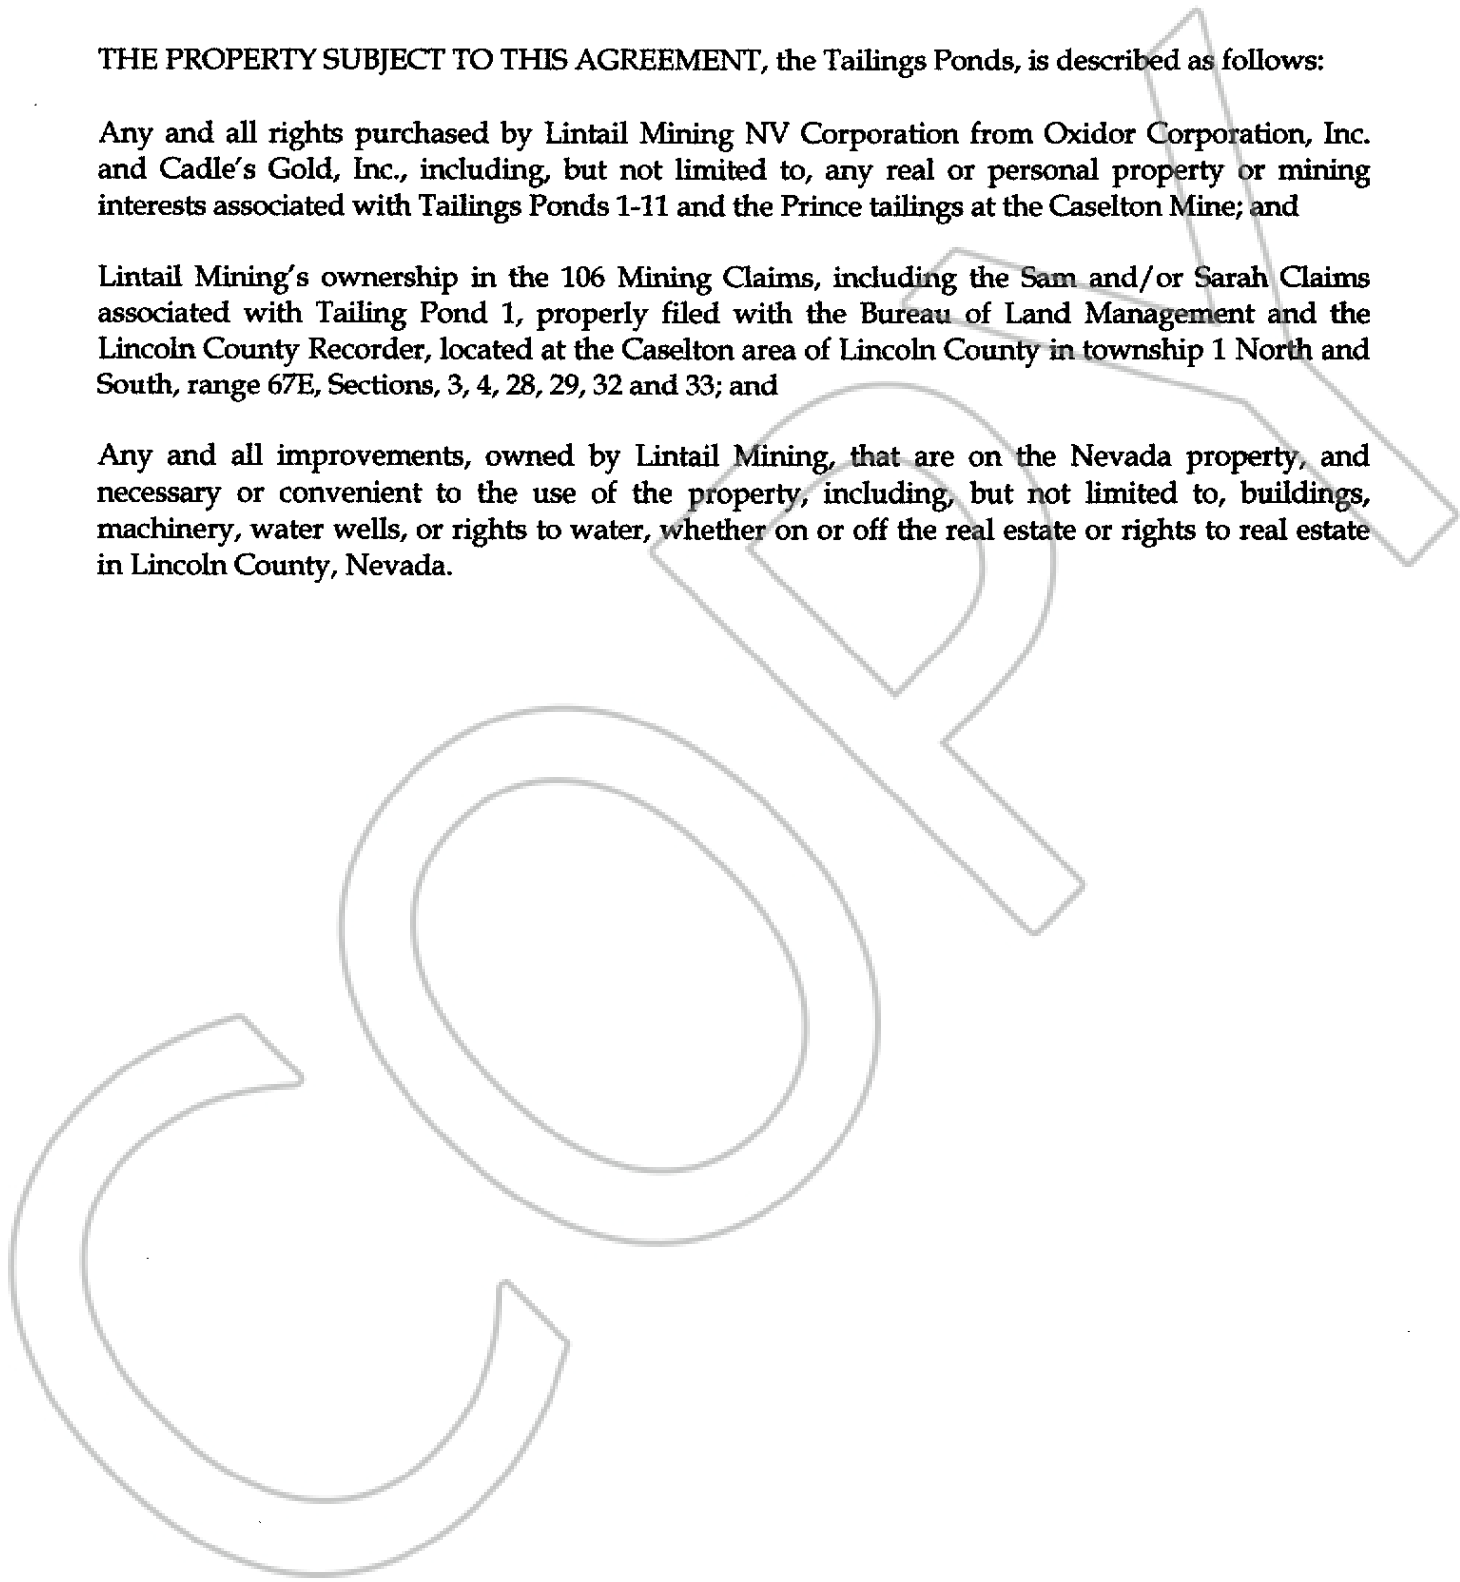 THE PROPERTY SUBJECT TO THIS AGREEMENT, the Tailings Ponds, is described as follows:
Any and all rights purchased by Lintail Mining NV Corporation from Oxidor Corporation, Inc.
and Cadle's Gold, Inc., including, but not limited to, any real or personal property or mining
interests associated with Tailings Ponds 1-11 and the Prince tailings at the Caselton Mine; and
Lintail Mining's ownership in the 106 Mining Claims, including the Sam and/or Sarah Claims
associated with Tailing Pond 1, properly filed with the Bureau of Land Management and the
Lincoln County Recorder, located at the Caselton area of Lincoln County in township 1 North and
South, range 67E, Sections, 3, 4, 28, 29, 32 and 33; and
Any and all improvements, owned by Lintail Mining, that are on the Nevada property, and
necessary or convenient to the use of the property, including, but not limited to, buildings,
machinery, water wells, or rights to water, whether on or off the real estate or rights to real estate
in Lincoln County, Nevada.
COPY